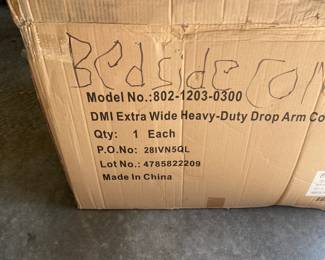 Bedside Com
Model No.:802-1203-0300
DMI Extra Wide Heavy-Duty Drop Arm Co
Qty: 1 Each
P.O.No: 28IVN5QL
Lot No.: 4785822209
Made In China